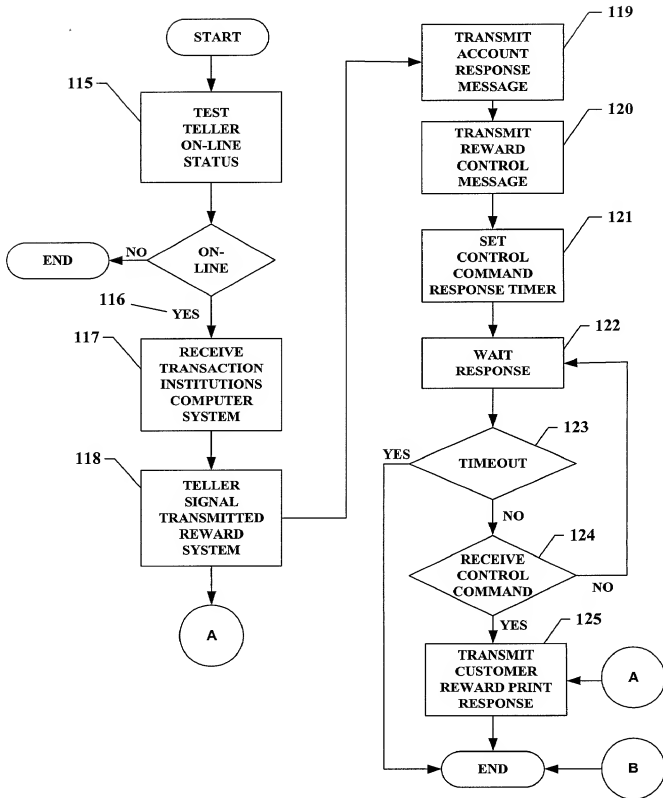 START
115
TEST
TELLER
ON-LINE
STATUS
ON-
LINE
NO
END
116
YES
117
RECEIVE
TRANSACTION
INSTITUTIONS
COMPUTER
SYSTEM
118
TELLER
SIGNAL
TRANSMITTED
REWARD
SYSTEM
A
119
TRANSMIT
ACCOUNT
RESPONSE
MESSAGE
120
TRANSMIT
REWARD
CONTROL
MESSAGE
121
SET
CONTROL
COMMAND
RESPONSE TIMER
122
WAIT
RESPONSE
123
YES
TIMEOUT
NO
124
RECEIVE
CONTROL
COMMAND
NO
YES
125
TRANSMIT
CUSTOMER
REWARD PRINT
RESPONSE
A
END
B